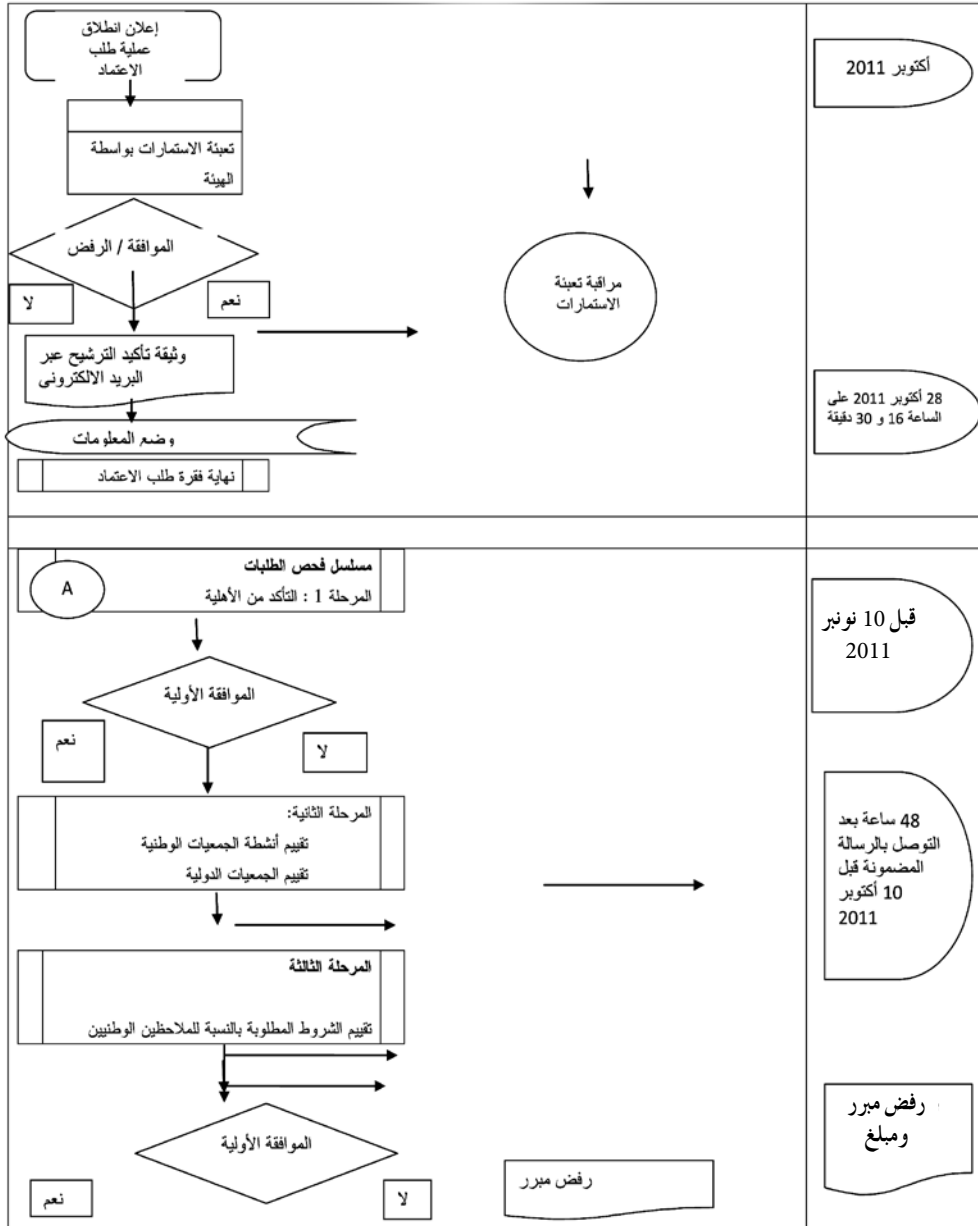 إعلان انطلاق
عملية طلب
الاعتماد
أكتوبر 2011
تعبئة الاستمارات بواسطة
الهيئة
الموافقة / الرفض
لا
نعم
مراقبة تعبئة
الاستمارات
وثيقة تأكيد الترشيح عبر
البريد الالكتروني
28 أكتوبر 2011 على
الساعة 16 و 30 دقيقة
وضع المعلومات
نهاية فقرة طلب الاعتماد
مسلسل فحص الطلبات
A
المرحلة 1 : التأكد من الأهلية
قبل 10 نونبر
2011
الموافقة الأولية
نعم
لا
المرحلة الثانية:
تقييم أنشطة الجمعيات الوطنية
تقييم الجمعيات الدولية
48 ساعة بعد
التوصل بالرسالة
المضمونة قبل
10 أكتوبر
2011
المرحلة الثالثة
تقييم الشروط المطلوبة بالنسبة للملاحظين الوطنيين
الموافقة الأولية
نعم
لا
رفض مبرر
رفض مبرر
ومبلغ